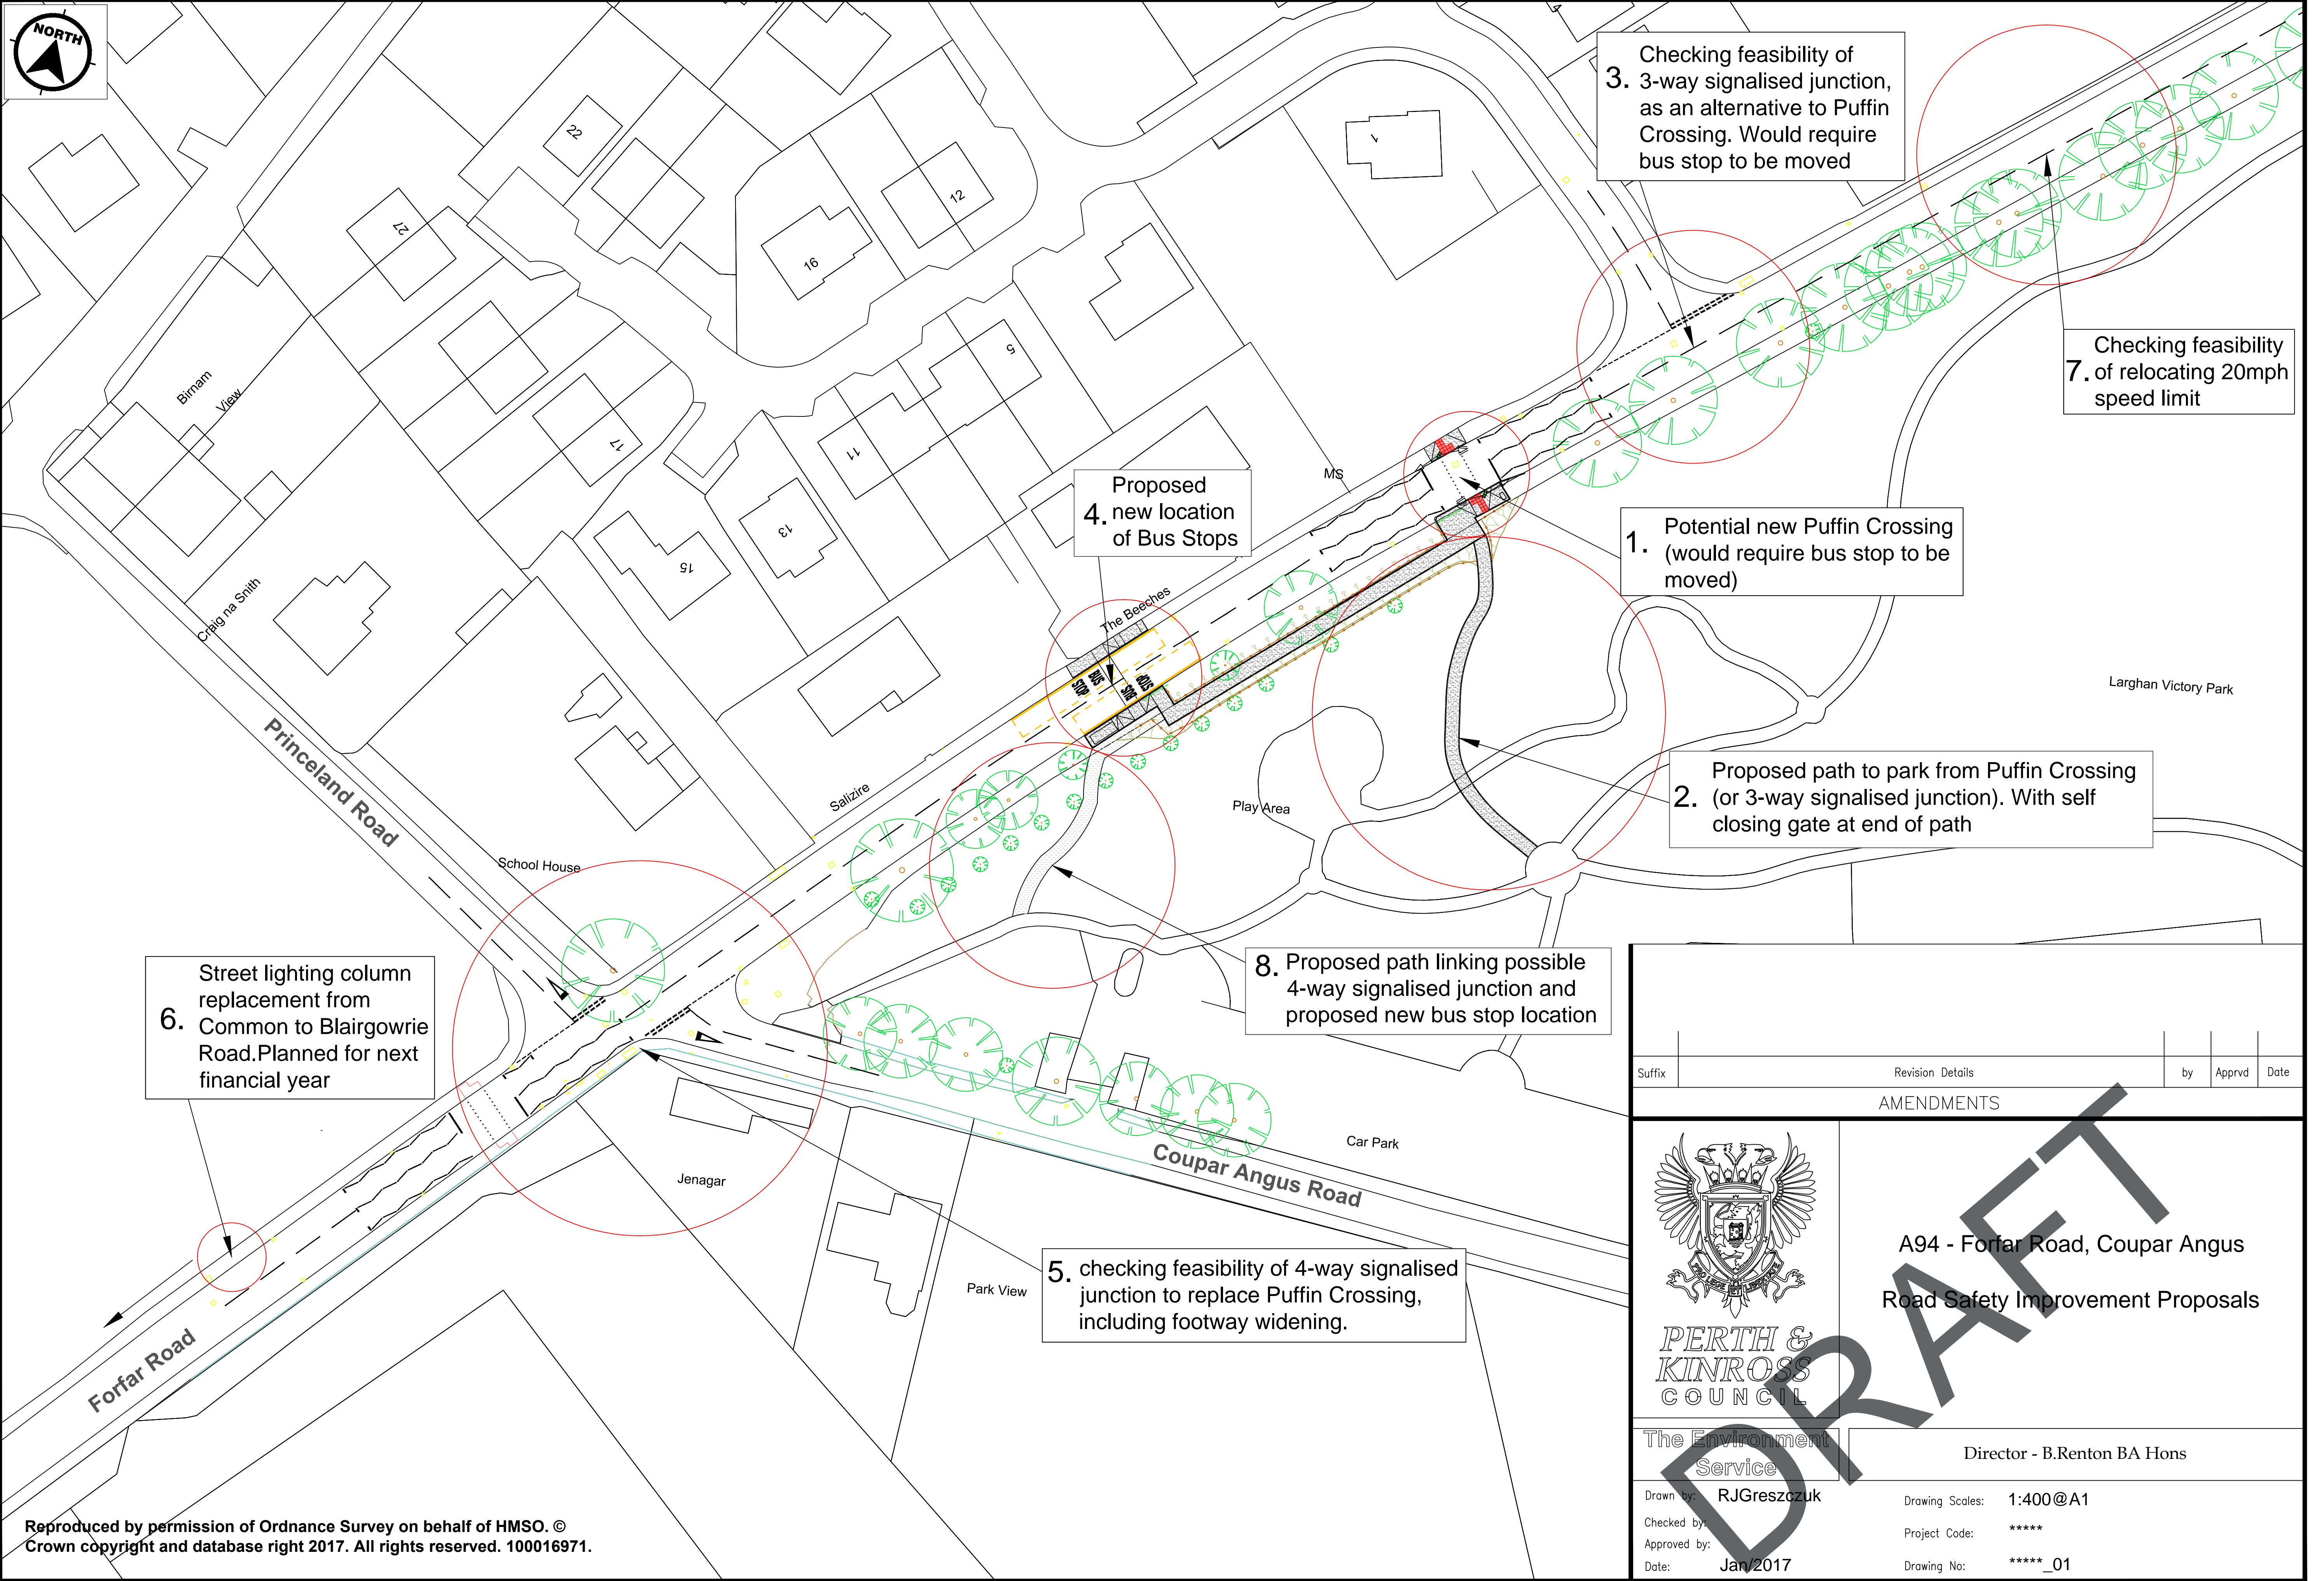 NORTH
3. Checking feasibility of
3-way signalised junction,
as an alternative to Puffin
Crossing. Would require
bus stop to be moved
7. Checking feasibility
of relocating 20mph
speed limit
4
1
22
12
16
27
5
Birnam
View
17
11
MS
4. Proposed
new location
of Bus Stops
13
15
1. Potential new Puffin Crossing
(would require bus stop to be
moved)
Craig na Snith
The Beeches
BUS
STOP
BUS
STOP
Larghan Victory Park
Princeland Road
2. Proposed path to park from Puffin Crossing
(or 3-way signalised junction). With self
closing gate at end of path
Salizire
Play Area
School House
6. Street lighting column
replacement from
Common to Blairgowrie
Road.Planned for next
financial year
8. Proposed path linking possible
4-way signalised junction and
proposed new bus stop location
Car Park
Coupar Angus Road
Jenagar
5. checking feasibility of 4-way signalised
junction to replace Puffin Crossing,
including footway widening.
Park View
Forfar Road
Suffix
Revision Details
by
Apprvd
Date
AMENDMENTS
PRO LEGE ET LIBERTATE
PERTH &
KINROSS
COUNCIL
A94 - Forfar Road, Coupar Angus
Road Safety Improvement Proposals
DRAFT
The Environment
Service
Director - B.Renton BA Hons
Drawn by: RJGreszczuk
Checked by:
Approved by:
Date: Jan/2017
Drawing Scales: 1:400@A1
Project Code: *****
Drawing No: *****_01
Reproduced by permission of Ordnance Survey on behalf of HMSO. ©
Crown copyright and database right 2017. All rights reserved. 100016971.